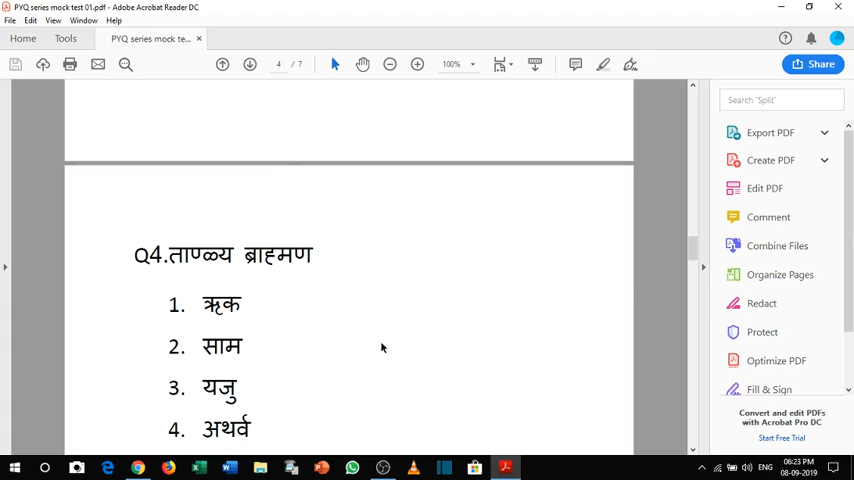 PYQ series mock test 01.pdf - Adobe Acrobat Reader DC
File Edit View Window Help
Home Tools PYQ series mock te... ×
4 / 7 100% Share
Search 'Split'
Export PDF
Create PDF
Edit PDF
Comment
Combine Files
Organize Pages
Redact
Protect
Optimize PDF
Fill & Sign
Convert and edit PDFs
with Acrobat Pro DC
Start Free Trial
Q4.ताण्ळ्य ब्राह्मण
1. ऋक
2. साम
3. यजु
4. अथर्व
ENG 06:23 PM
08-09-2019